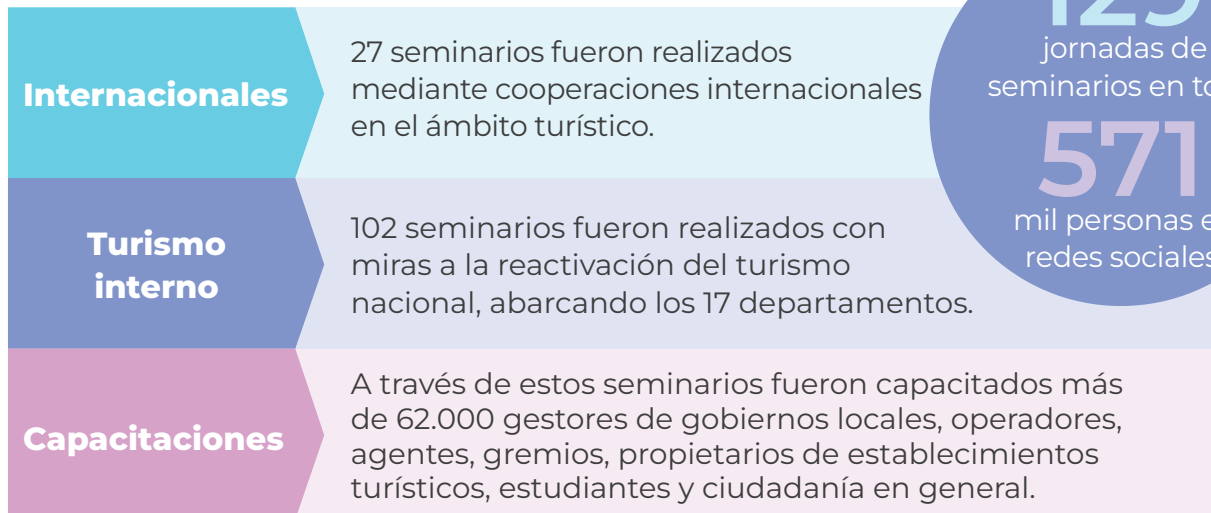 Internacionales
27 seminarios fueron realizados
mediante cooperaciones internacionales
en el ámbito turístico.
129
jornadas de
seminarios en
571
mil personas
redes sociales
Turismo
interno
102 seminarios fueron realizados con
miras a la reactivación del turismo
nacional, abarcando los 17 departamentos.
Capacitaciones
A través de estos seminarios fueron capacitados más
de 62.000 gestores de gobiernos locales, operadores,
agentes, gremios, propietarios de establecimientos
turísticos, estudiantes y ciudadanía en general.